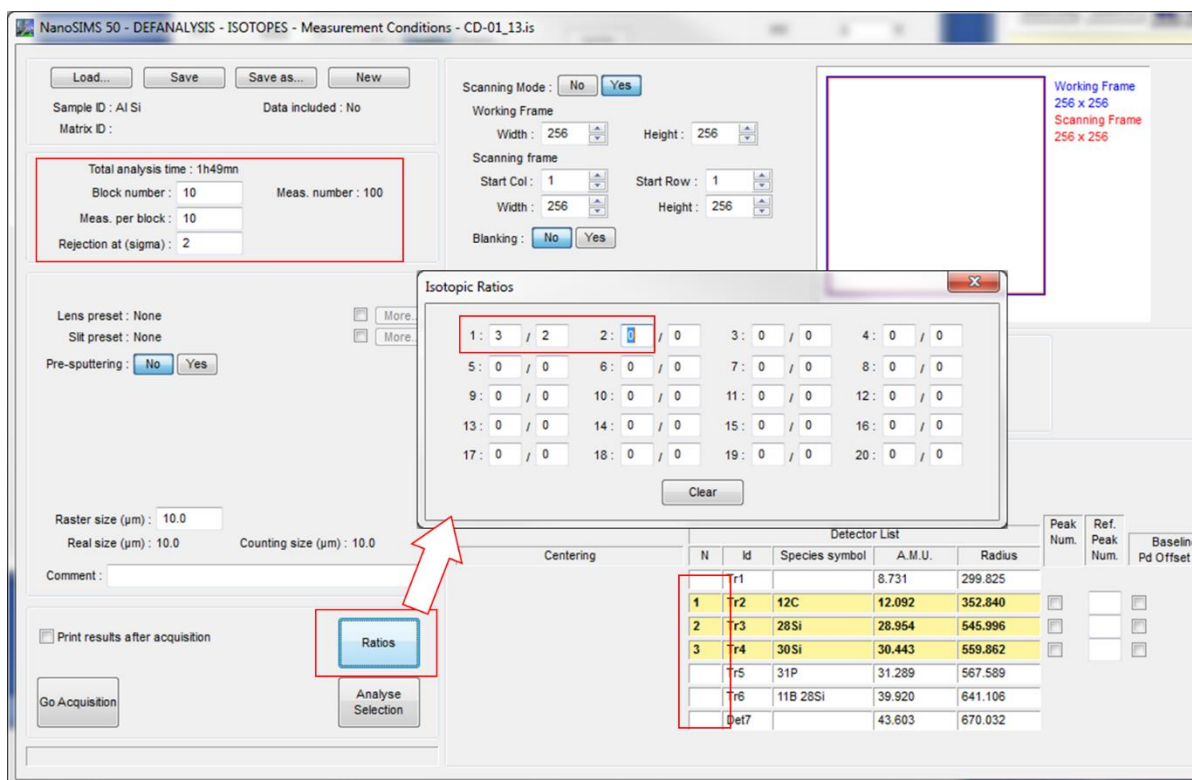 NanoSIMS 50 - DEFANALYSIS - ISOTOPES - Measurement Conditions - CD-01_13.is
Load... Save Save as... New
Sample ID : Al Si Data included : No
Matrix ID :
Total analysis time : 1h49mn
Block number : 10 Meas. number : 100
Meas. per block : 10
Rejection at (sigma) : 2
Lens preset : None More..
Slit preset : None More..
Pre-sputtering : No Yes
Raster size (µm) : 10.0
Real size (µm) : 10.0 Counting size (µm) : 10.0
Comment :
Print results after acquisition
Ratios
Go Acquisition
Analyse
Selection
Scanning Mode : No Yes
Working Frame
Width : 256 Height : 256
Scanning frame
Start Col : 1 Start Row : 1
Width : 256 Height : 256
Blanking : No Yes
Working Frame
256 x 256
Scanning Frame
256 x 256
Isotopic Ratios
1 : 3 / 2 2 : 0 / 0 3 : 0 / 0 4 : 0 / 0
5 : 0 / 0 6 : 0 / 0 7 : 0 / 0 8 : 0 / 0
9 : 0 / 0 10 : 0 / 0 11 : 0 / 0 12 : 0 / 0
13 : 0 / 0 14 : 0 / 0 15 : 0 / 0 16 : 0 / 0
17 : 0 / 0 18 : 0 / 0 19 : 0 / 0 20 : 0 / 0
Clear
Centering
Detector List
N Id Species symbol A.M.U. Radius
Peak
Num.
Ref.
Peak
Num.
Baselin
Pd Offset
Tr1 8.731 299.825
1 Tr2 12C 12.092 352.840
2 Tr3 28Si 28.954 545.996
3 Tr4 30Si 30.443 559.862
Tr5 31P 31.289 567.589
Tr6 11B 28Si 39.920 641.106
Det7 43.603 670.032